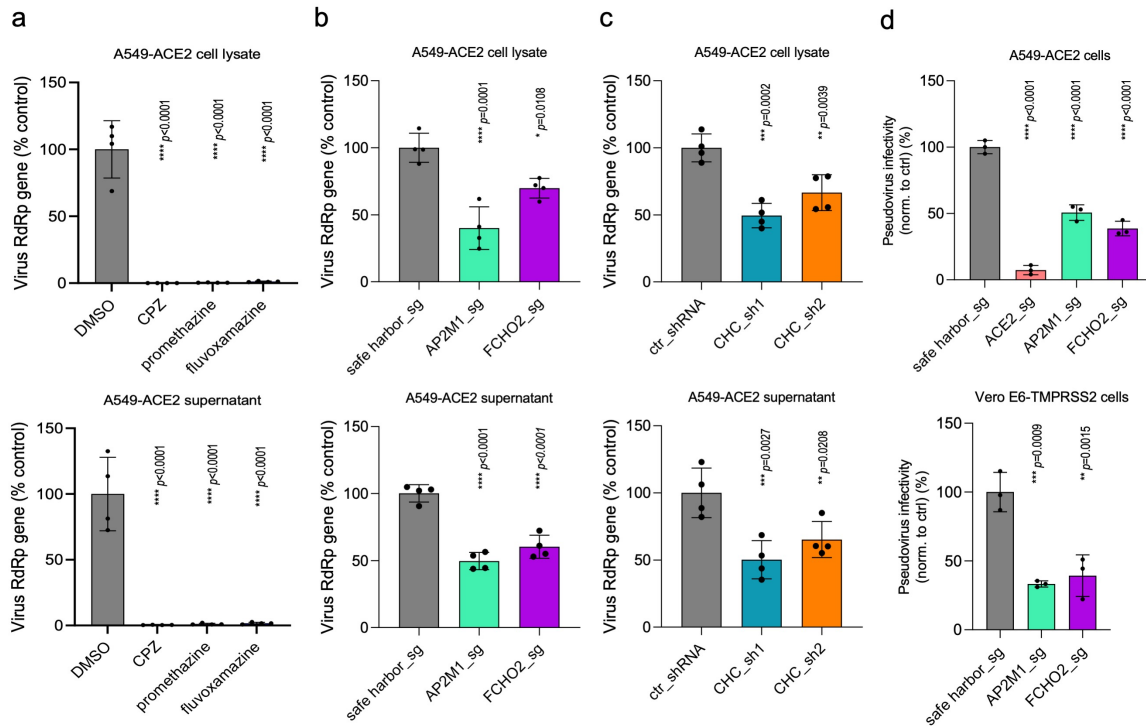 a
A549-ACE2 cell lysate
Virus RdRp gene (% control)
150
100
50
0
**** p<0.0001
**** p<0.0001
**** p<0.0001
DMSO
CPZ
promethazine
fluvoxamazine
A549-ACE2 supernatant
Virus RdRp gene (% control)
150
100
50
0
**** p<0.0001
**** p<0.0001
**** p<0.0001
DMSO
CPZ
promethazine
fluvoxamazine
b
A549-ACE2 cell lysate
Virus RdRp gene (% control)
150
100
50
0
**** p=0.0001
* p=0.0108
safe harbor_sg
AP2M1_sg
FCHO2_sg
A549-ACE2 supernatant
Virus RdRp gene (% control)
150
100
50
0
**** p<0.0001
**** p<0.0001
safe harbor_sg
AP2M1_sg
FCHO2_sg
c
A549-ACE2 cell lysate
Virus RdRp gene (% control)
150
100
50
0
*** p=0.0002
** p=0.0039
ctr_shRNA
CHC_sh1
CHC_sh2
A549-ACE2 supernatant
Virus RdRp gene (% control)
150
100
50
0
*** p=0.0027
** p=0.0208
ctr_shRNA
CHC_sh1
CHC_sh2
d
A549-ACE2 cells
Pseudovirus infectivity
(norm. to ctrl) (%)
150
100
50
0
**** p<0.0001
**** p<0.0001
**** p<0.0001
safe harbor_sg
ACE2_sg
AP2M1_sg
FCHO2_sg
Vero E6-TMPRSS2 cells
Pseudovirus infectivity
(norm. to ctrl) (%)
150
100
50
0
*** p=0.0009
** p=0.0015
safe harbor_sg
AP2M1_sg
FCHO2_sg